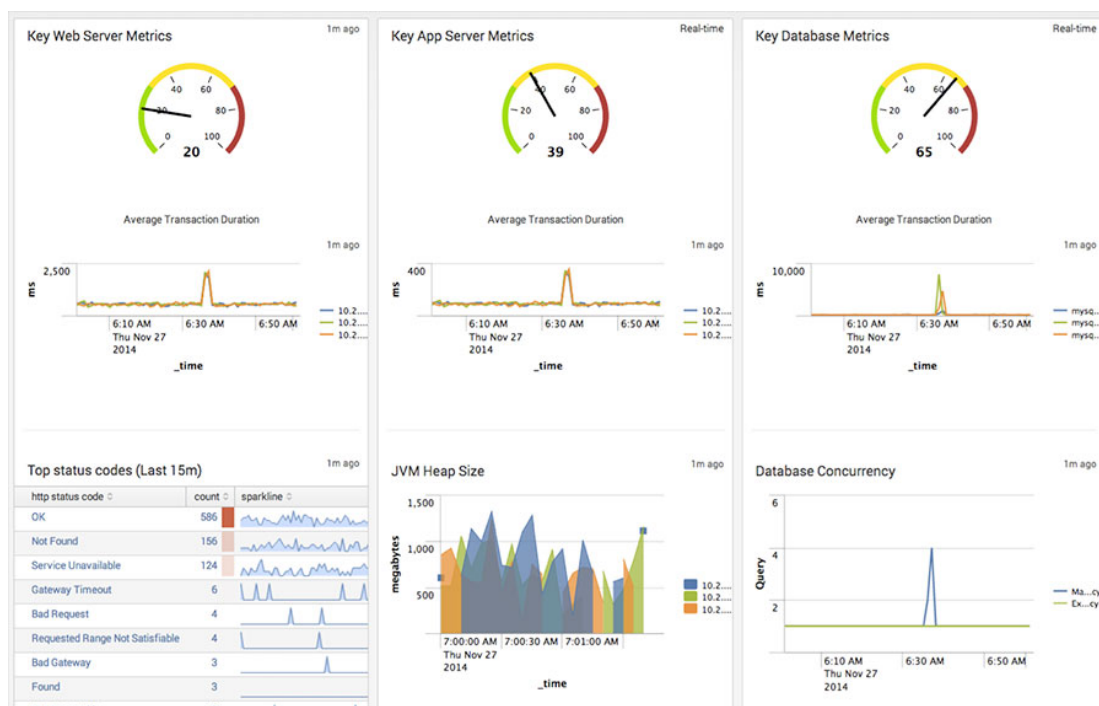 Key Web Server Metrics
1m ago
0
20
40
60
80
100
20
Average Transaction Duration
1m ago
2,500
ms
6:10 AM
6:30 AM
6:50 AM
Thu Nov 27
2014
_time
10.2....
10.2....
10.2....
Key App Server Metrics
Real-time
0
20
40
60
80
100
39
Average Transaction Duration
1m ago
400
ms
6:10 AM
6:30 AM
6:50 AM
Thu Nov 27
2014
_time
10.2....
10.2....
10.2....
Key Database Metrics
Real-time
0
20
40
60
80
100
65
Average Transaction Duration
1m ago
10,000
ms
6:10 AM
6:30 AM
6:50 AM
Thu Nov 27
2014
_time
mysq...
mysq...
mysq...
Top status codes (Last 15m)
1m ago
http status code count sparkline
OK 586
Not Found 156
Service Unavailable 124
Gateway Timeout 6
Bad Request 4
Requested Range Not Satisfiable 4
Bad Gateway 3
Found 3
JVM Heap Size
1m ago
1,500
1,000
500
megabytes
7:00:00 AM
7:00:30 AM
7:01:00 AM
Thu Nov 27
2014
_time
10.2....
10.2....
10.2....
Database Concurrency
1m ago
6
4
2
Query
6:10 AM
6:30 AM
6:50 AM
Thu Nov 27
2014
Ma...cy
Ex...cy